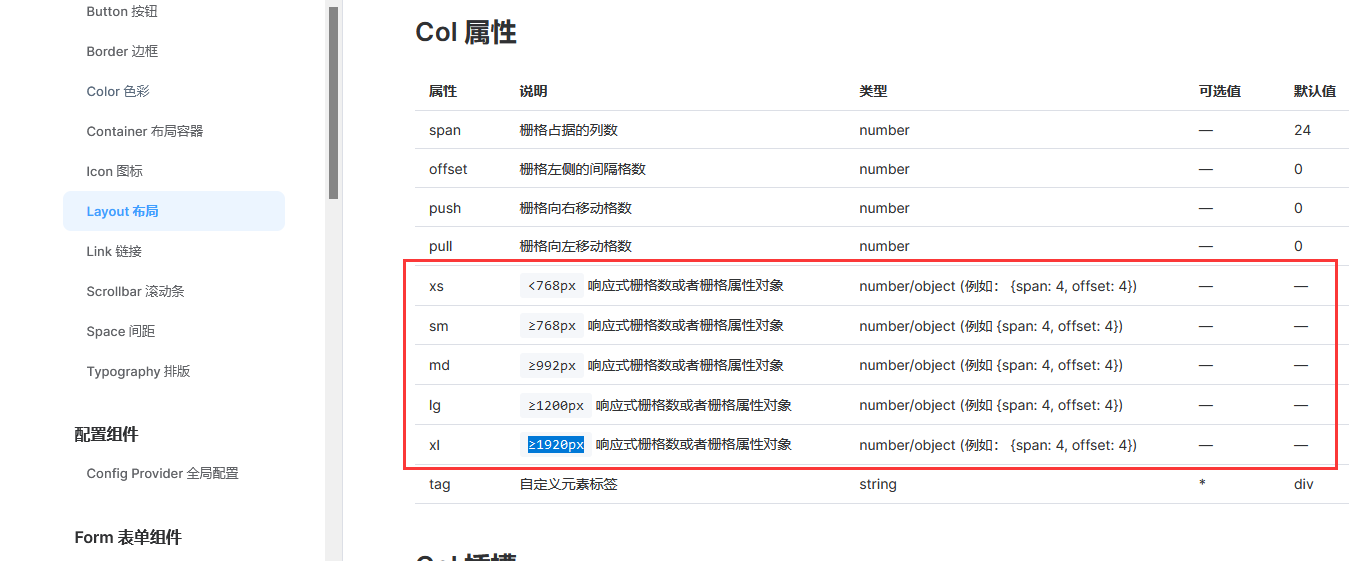 Button 按钮
Border 边框
Color 色彩
Container 布局容器
Icon 图标
Layout 布局
Link 链接
Scrollbar 滚动条
Space 间距
Typography 排版
配置组件
Config Provider 全局配置
Form 表单组件
Col 属性
属性 说明 类型 可选值 默认值
span 栅格占据的列数 number — 24
offset 栅格左侧的间隔格数 number — 0
push 栅格向右移动格数 number — 0
pull 栅格向左移动格数 number — 0
xs <768px 响应式栅格数或者栅格属性对象 number/object (例如： {span: 4, offset: 4}) — —
sm ≥768px 响应式栅格数或者栅格属性对象 number/object (例如 {span: 4, offset: 4}) — —
md ≥992px 响应式栅格数或者栅格属性对象 number/object (例如 {span: 4, offset: 4}) — —
lg ≥1200px 响应式栅格数或者栅格属性对象 number/object (例如 {span: 4, offset: 4}) — —
xl ≥1920px 响应式栅格数或者栅格属性对象 number/object (例如： {span: 4, offset: 4}) — —
tag 自定义元素标签 string * div
Col 插槽